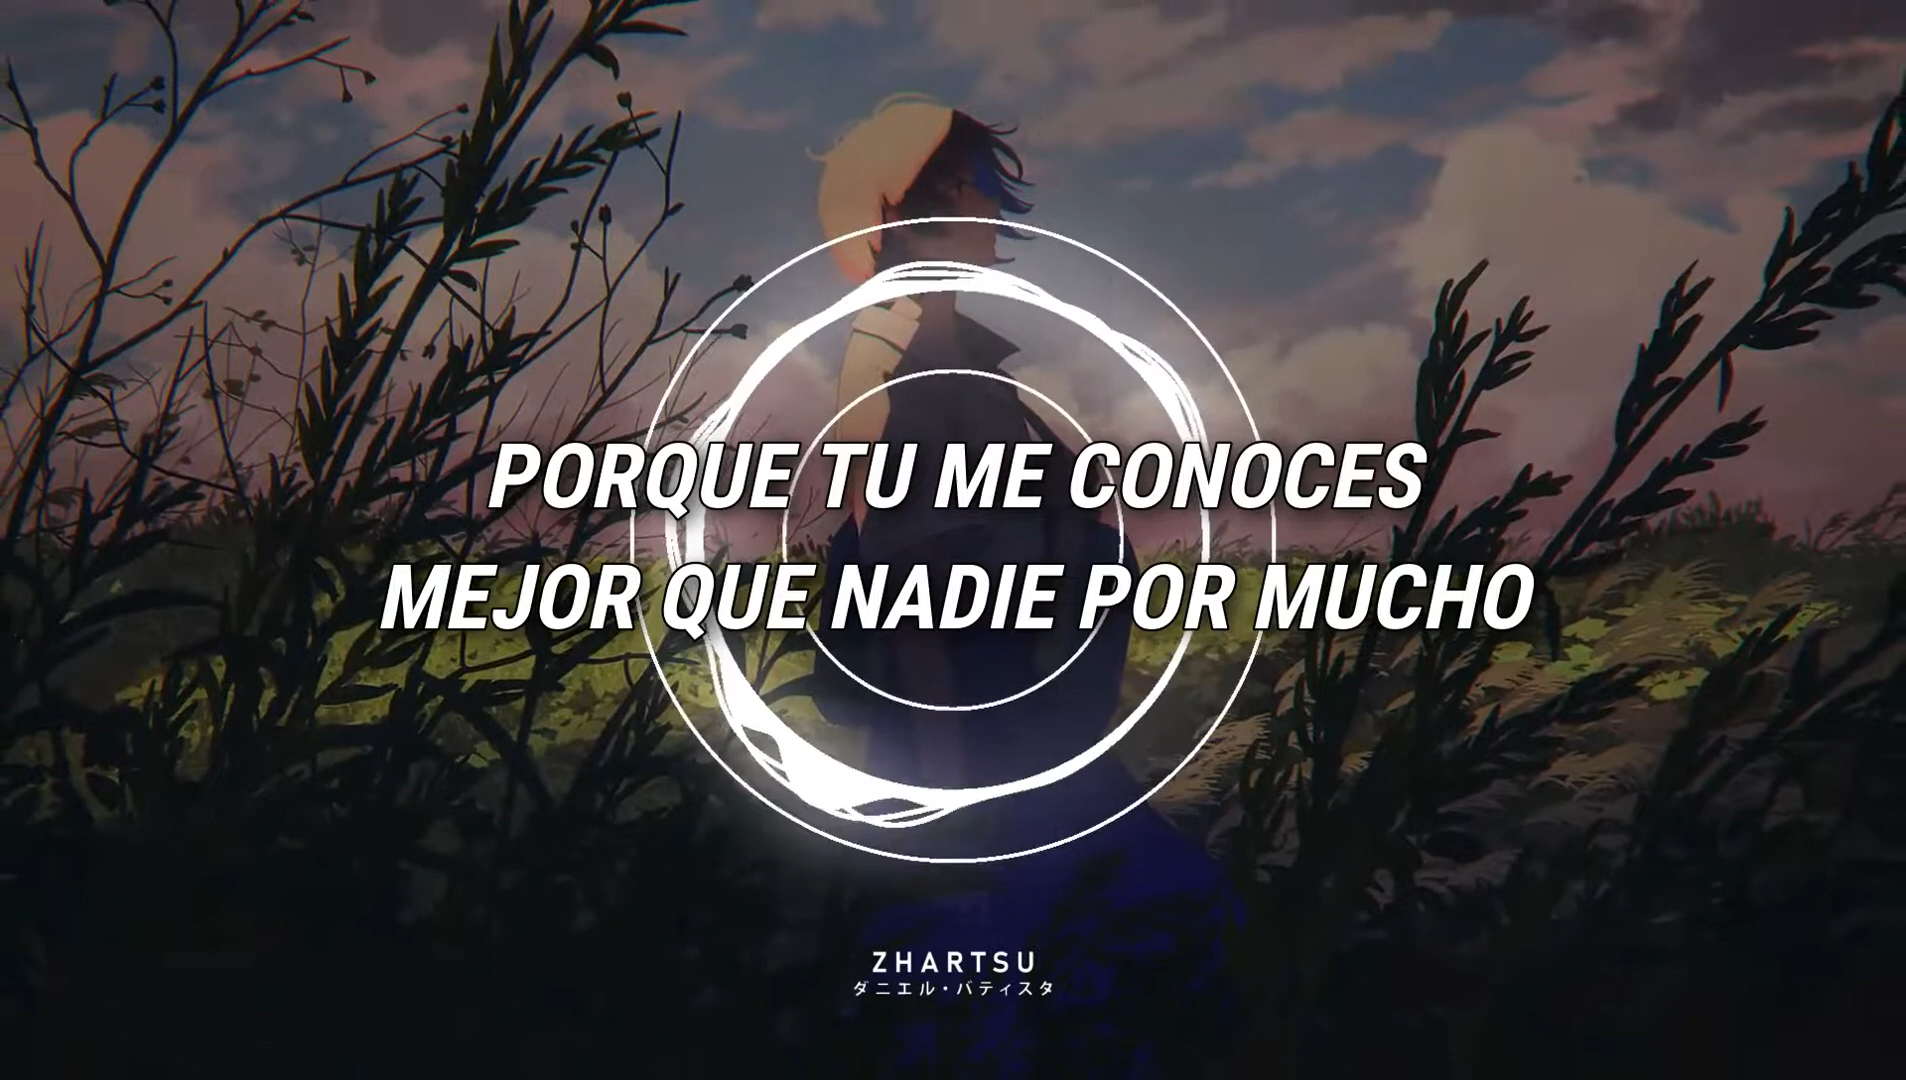 PORQUE TU ME CONOCES
MEJOR QUE NADIE POR MUCHO
ZHARTSU
ダニエル・バティスタ